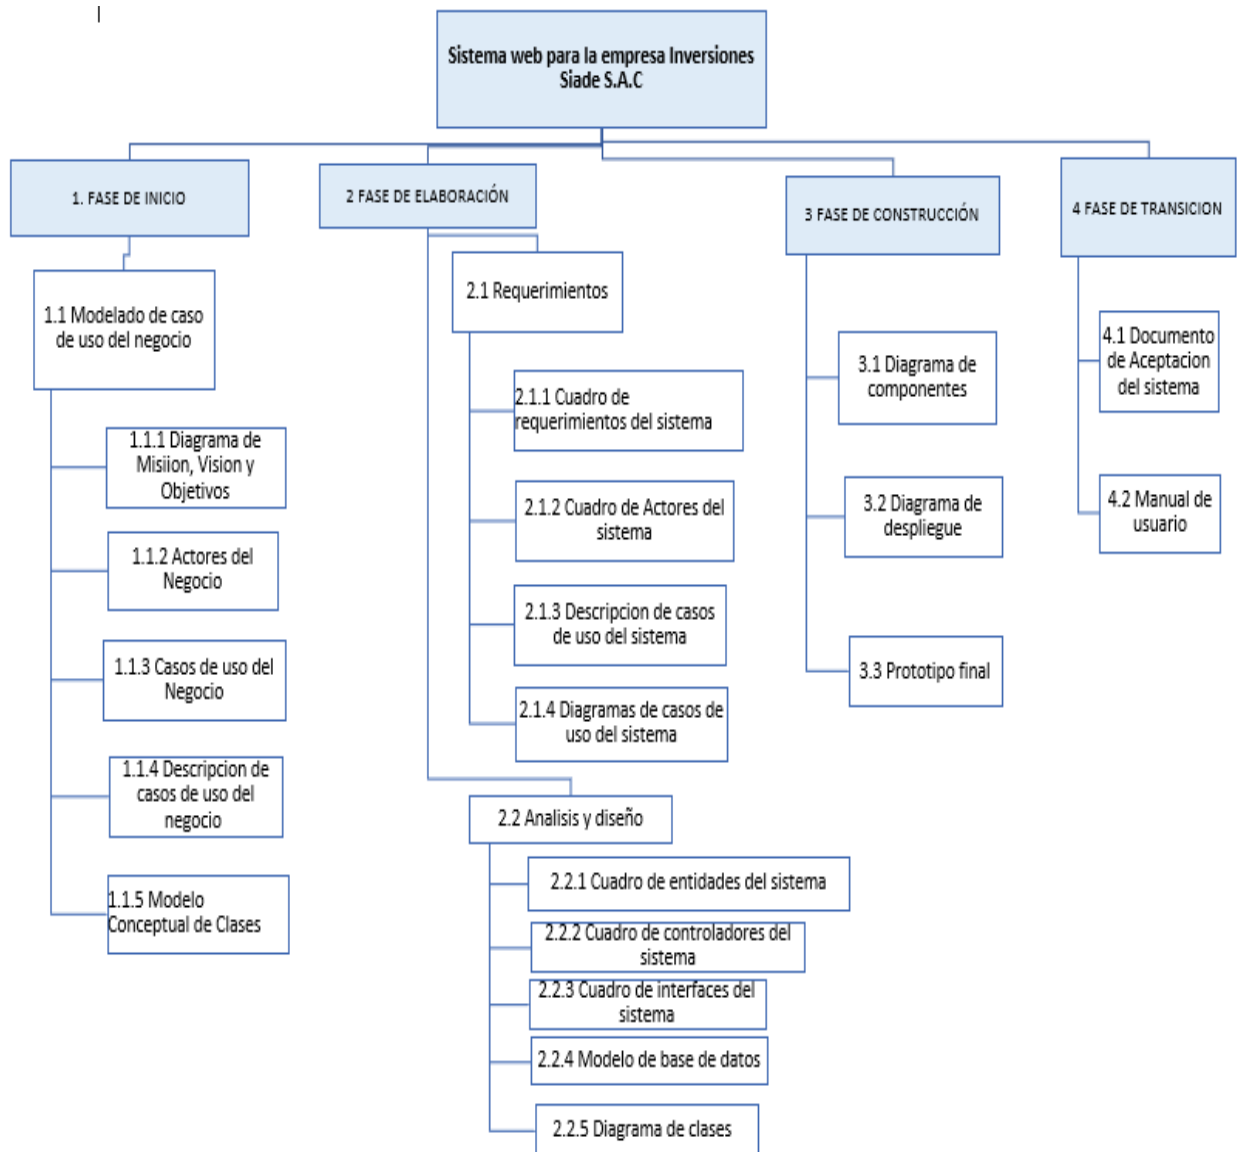 Sistema web para la empresa Inversiones
Siade S.A.C
1. FASE DE INICIO
1.1 Modelado de caso
de uso del negocio
1.1.1 Diagrama de
Misiion, Vision y
Objetivos
1.1.2 Actores del
Negocio
1.1.3 Casos de uso del
Negocio
1.1.4 Descripcion de
casos de uso del
negocio
1.1.5 Modelo
Conceptual de Clases
2 FASE DE ELABORACIÓN
2.1 Requerimientos
2.1.1 Cuadro de
requerimientos del sistema
2.1.2 Cuadro de Actores del
sistema
2.1.3 Descripcion de casos
de uso del sistema
2.1.4 Diagramas de casos de
uso del sistema
2.2 Analisis y diseño
2.2.1 Cuadro de entidades del sistema
2.2.2 Cuadro de controladores del
sistema
2.2.3 Cuadro de interfaces del
sistema
2.2.4 Modelo de base de datos
2.2.5 Diagrama de clases
3 FASE DE CONSTRUCCIÓN
3.1 Diagrama de
componentes
3.2 Diagrama de
despliegue
3.3 Prototipo final
4 FASE DE TRANSICION
4.1 Documento
de Aceptacion
del sistema
4.2 Manual de
usuario